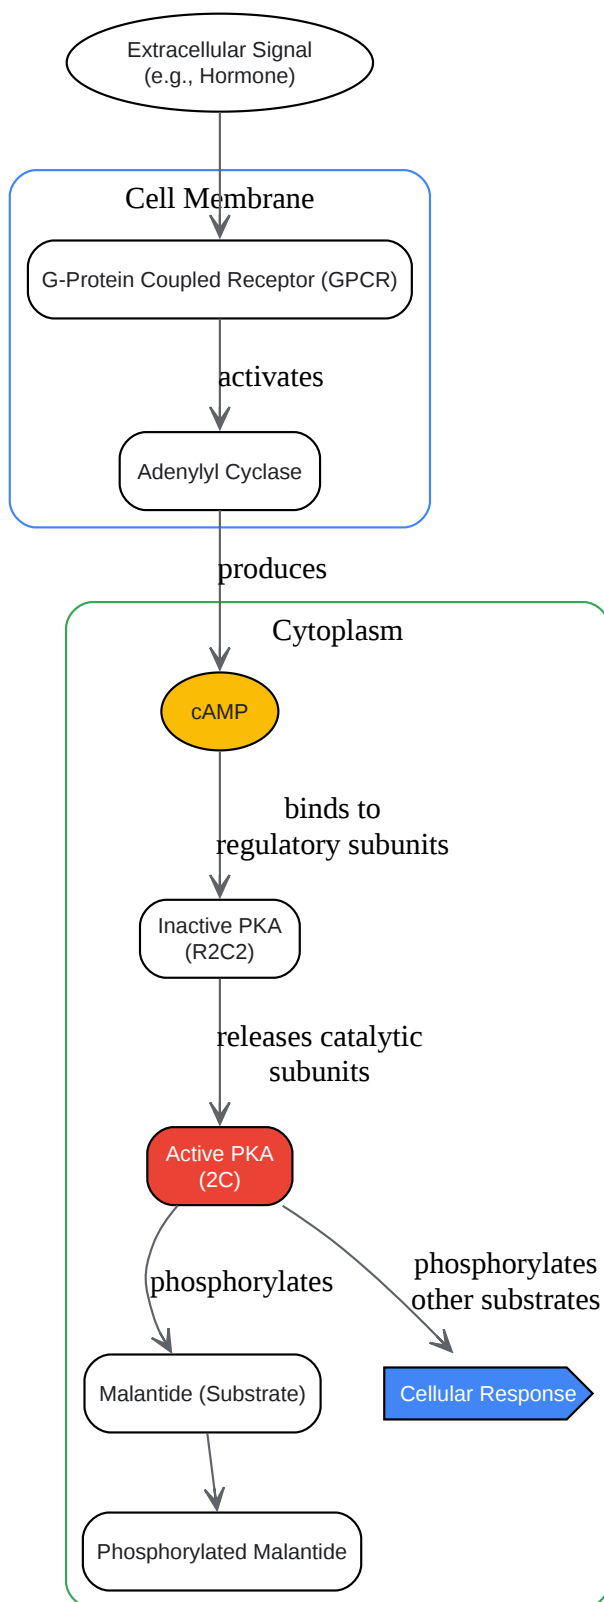 Extracellular Signal
(e.g., Hormone)
Cell Membrane
G-Protein Coupled Receptor (GPCR)
activates
Adenylyl Cyclase
produces
Cytoplasm
cAMP
binds to
regulatory subunits
Inactive PKA
(R2C2)
releases catalytic
subunits
Active PKA
(2C)
phosphorylates
phosphorylates
other substrates
Malantide (Substrate)
Cellular Response
Phosphorylated Malantide